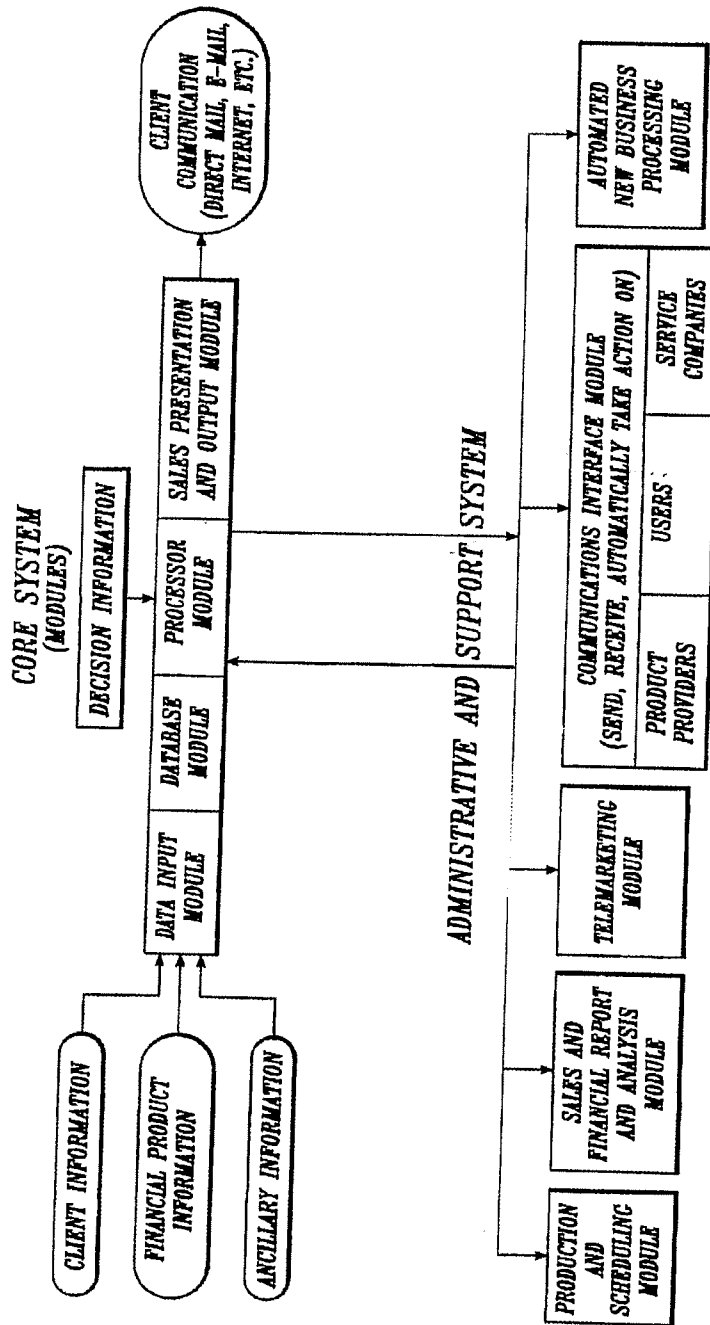 CORE SYSTEM
(MODULES)
DECISION INFORMATION
CLIENT INFORMATION
FINANCIAL PRODUCT
INFORMATION
ANCILLARY INFORMATION
DATA INPUT
MODULE
DATABASE
MODULE
PROCESSOR
MODULE
SALES PRESENTATION
AND OUTPUT MODULE
CLIENT
COMMUNICATION
(DIRECT MAIL, E-MAIL,
INTERNET, ETC.)
ADMINISTRATIVE AND SUPPORT SYSTEM
PRODUCTION
AND
SCHEDULING
MODULE
SALES AND
FINANCIAL REPORT
AND ANALYSIS
MODULE
TELEMARKETING
MODULE
COMMUNICATIONS INTERFACE MODULE
(SEND, RECEIVE, AUTOMATICALLY TAKE ACTION ON)
PRODUCT
PROVIDERS
USERS
SERVICE
COMPANIES
AUTOMATED
NEW BUSINESS
PROCESSING
MODULE